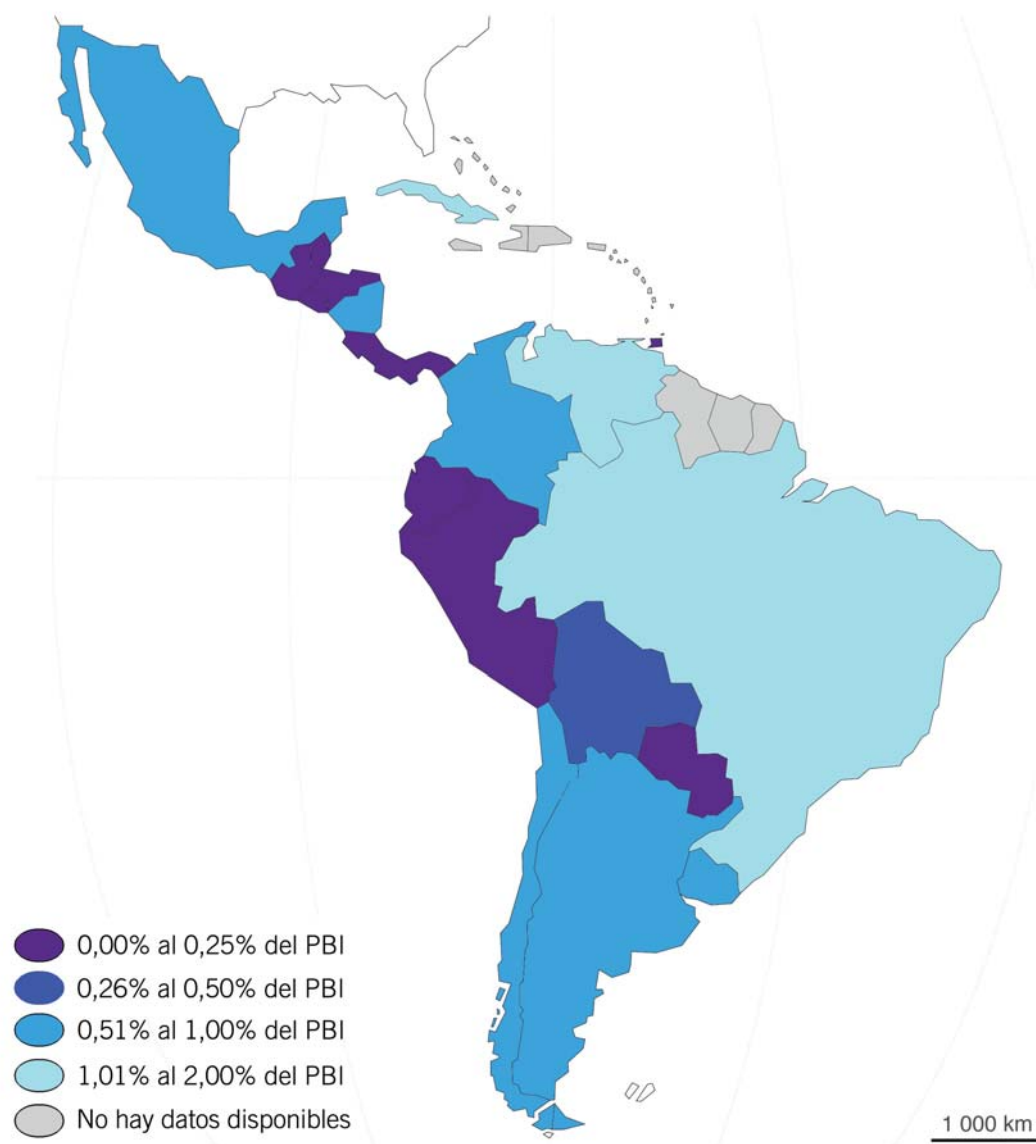 0,00% al 0,25% del PBI
0,26% al 0,50% del PBI
0,51% al 1,00% del PBI
1,01% al 2,00% del PBI
No hay datos disponibles
1 000 km